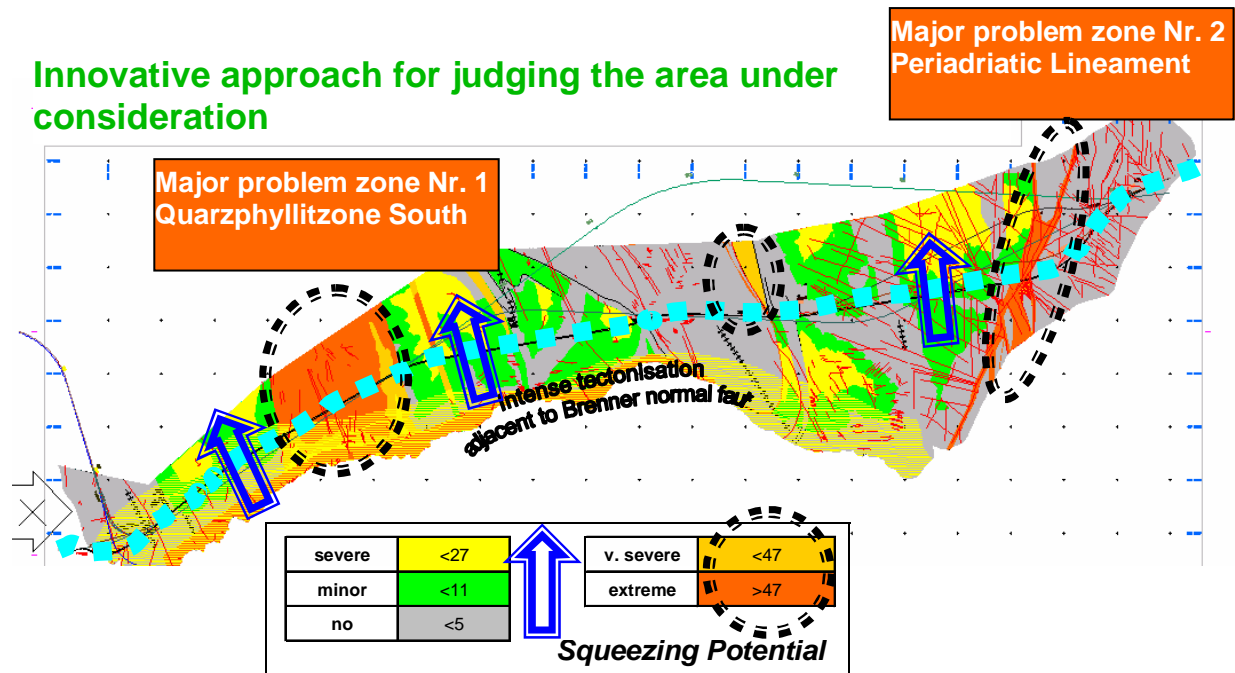 Innovative approach for judging the area under
consideration
Major problem zone Nr. 2
Periadriatic Lineament
Major problem zone Nr. 1
Quarzphyllitzone South
Intense tectonisation
adjacent to Brenner normal faut
severe <27
minor <11
no <5
v. severe <47
extreme >47
Squeezing Potential